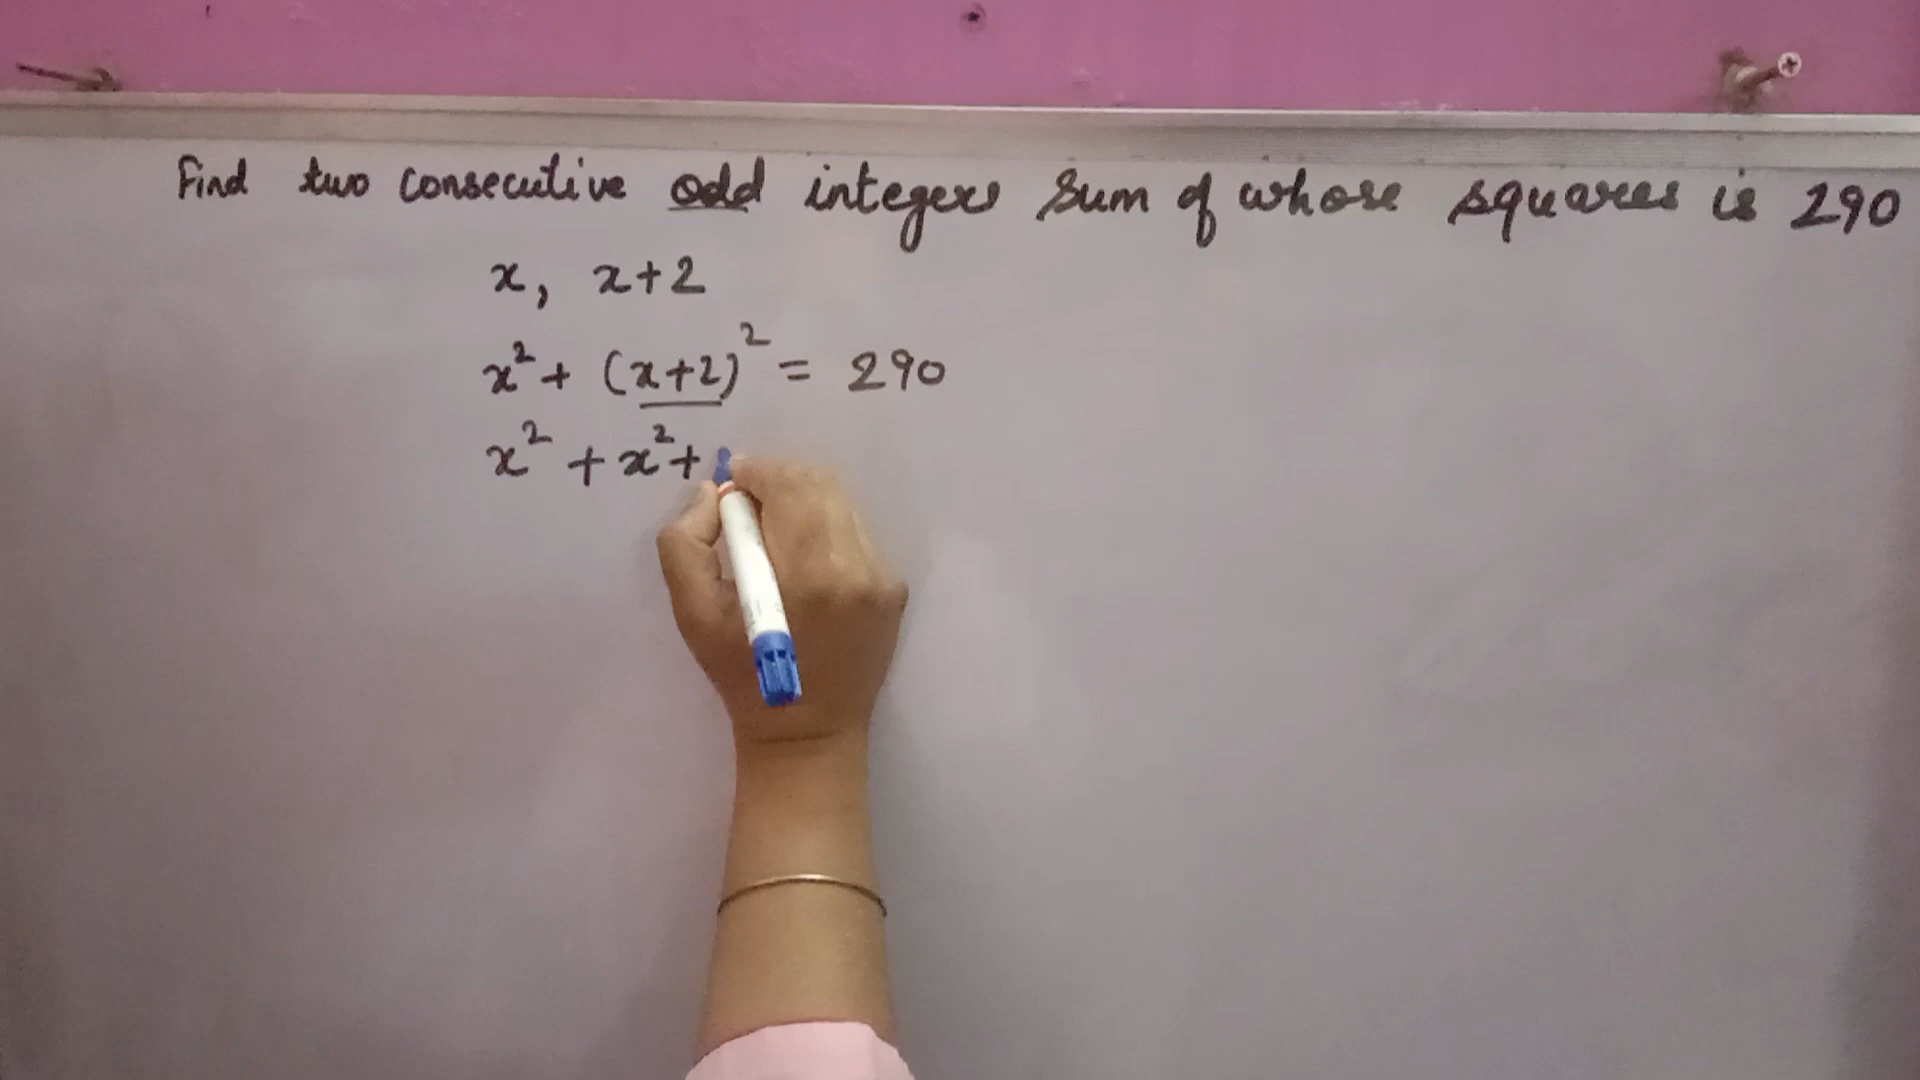 Find two consecutive odd integers sum of whose squares is 290
x, x+2
x² + (x+2)² = 290
x² + x² +